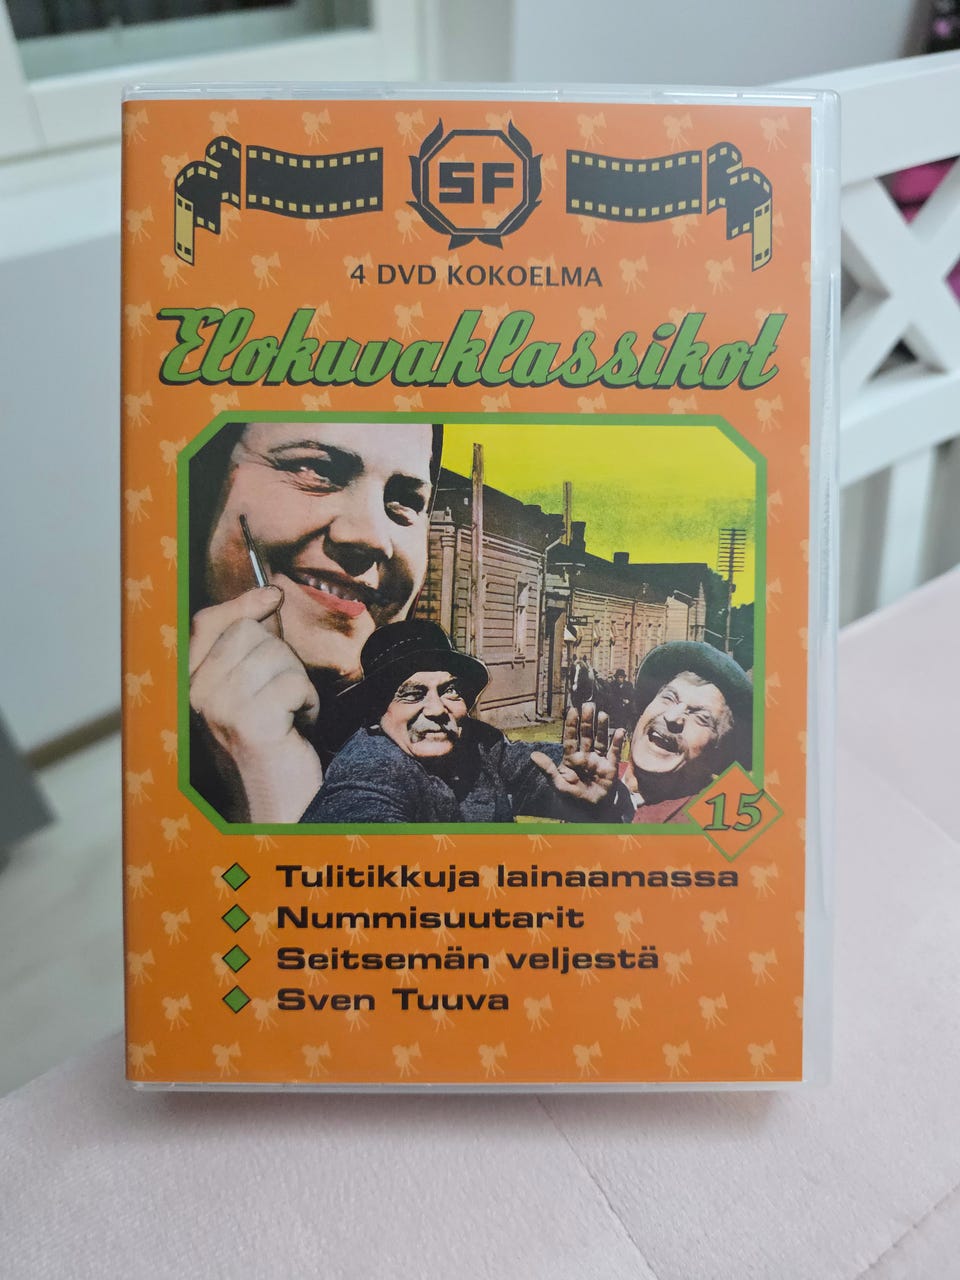 SF
4 DVD KOKOELMA
Elokuvaklassikot
15
Tulitikkuja lainaamassa
Nummisuutarit
Seitsemän veljestä
Sven Tuuva